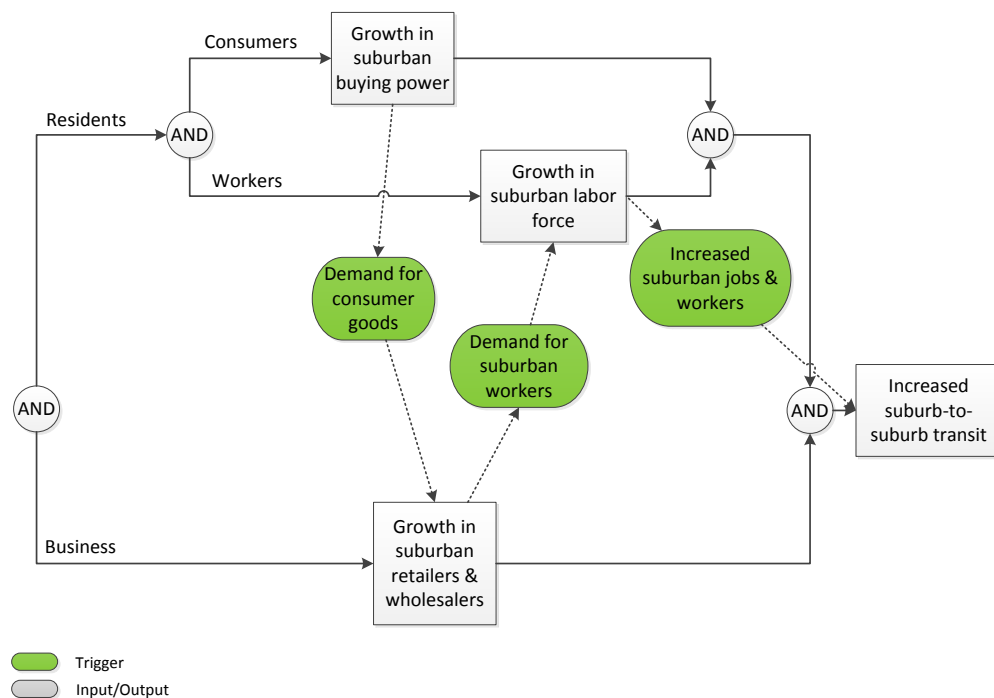 Consumers
Growth in
suburban
buying power
Residents
AND
AND
Workers
Growth in
suburban labor
force
Increased
suburban jobs &
workers
Demand for
consumer
goods
Demand for
suburban
workers
Increased
suburb-to-
suburb transit
AND
AND
Business
Growth in
suburban
retailers &
wholesalers
Trigger
Input/Output